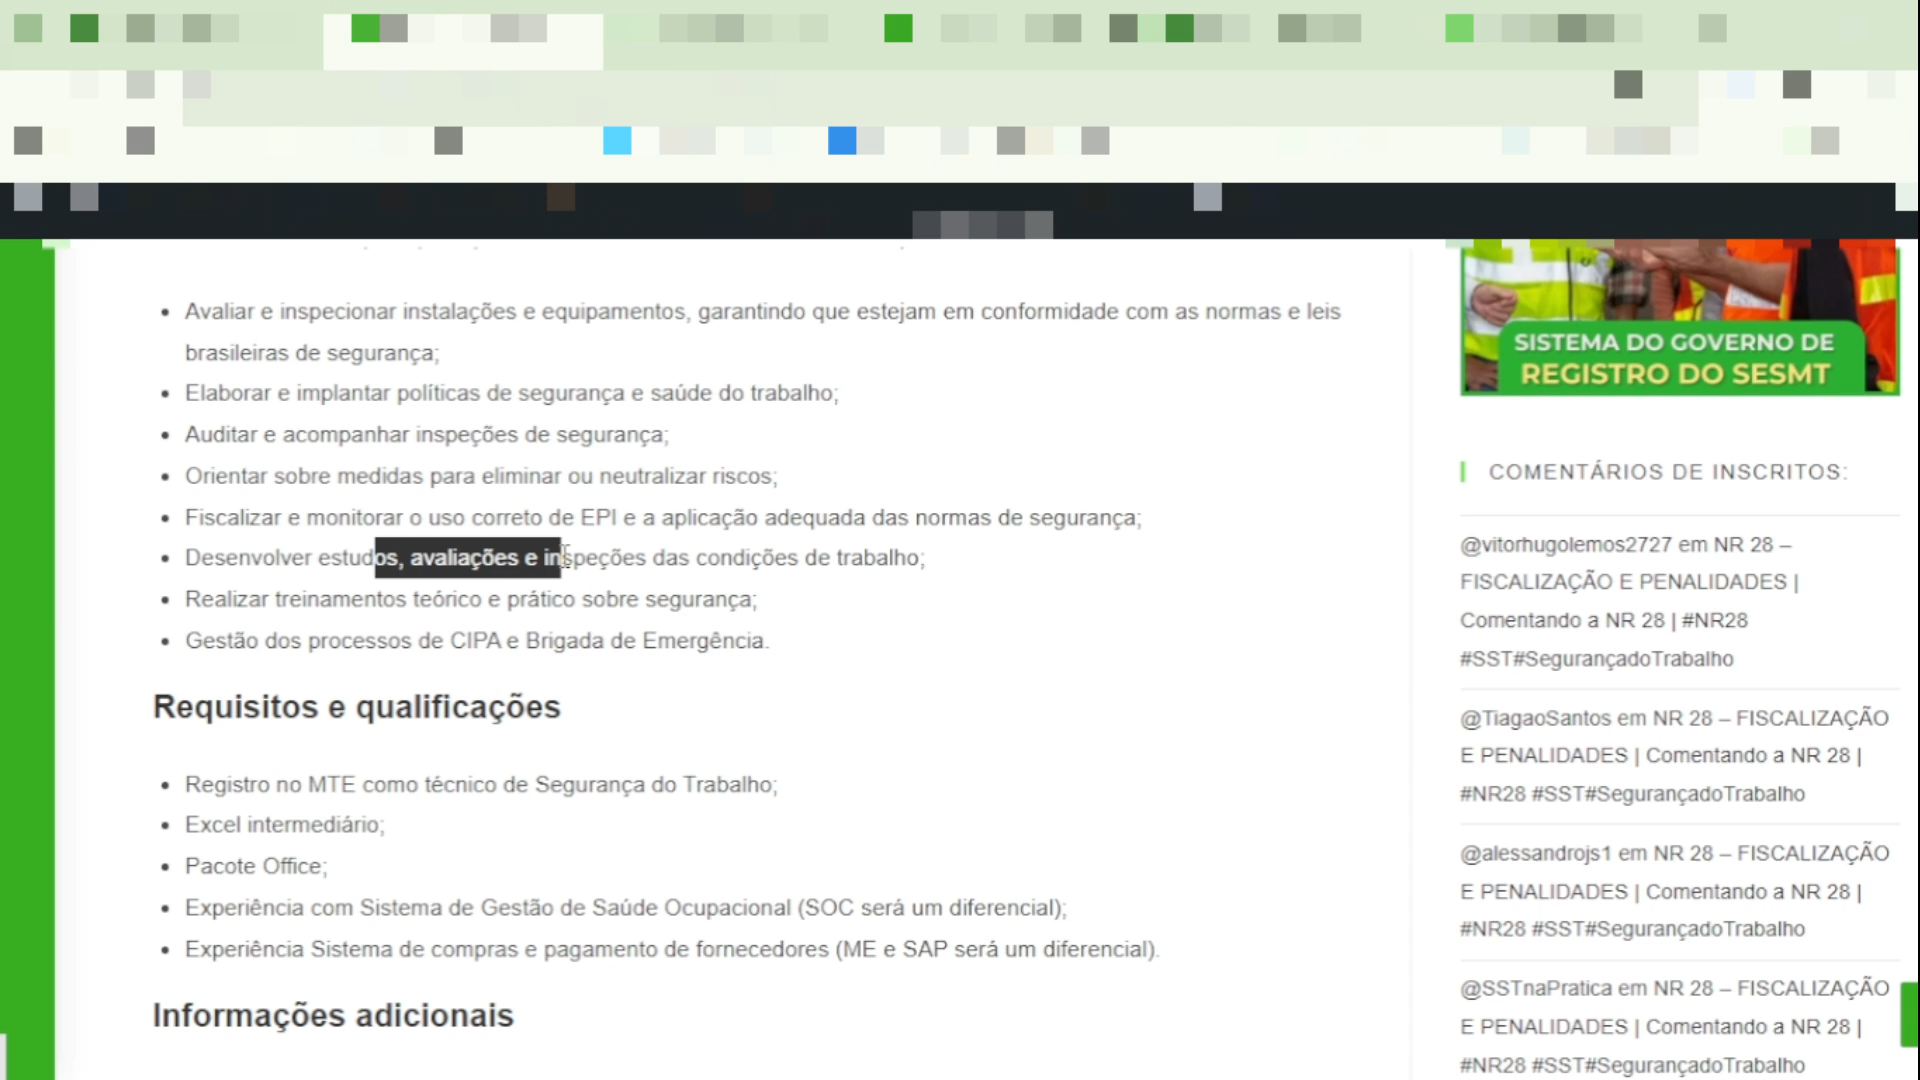 Avaliar e inspecionar instalações e equipamentos, garantindo que estejam em conformidade com as normas e leis
brasileiras de segurança;
Elaborar e implantar políticas de segurança e saúde do trabalho;
Auditar e acompanhar inspeções de segurança;
Orientar sobre medidas para eliminar ou neutralizar riscos;
Fiscalizar e monitorar o uso correto de EPI e a aplicação adequada das normas de segurança;
Desenvolver estudos, avaliações e inspeções das condições de trabalho;
Realizar treinamentos teórico e prático sobre segurança;
Gestão dos processos de CIPA e Brigada de Emergência.
Requisitos e qualificações
Registro no MTE como técnico de Segurança do Trabalho;
Excel intermediário;
Pacote Office;
Experiência com Sistema de Gestão de Saúde Ocupacional (SOC será um diferencial);
Experiência Sistema de compras e pagamento de fornecedores (ME e SAP será um diferencial).
Informações adicionais
SISTEMA DO GOVERNO DE
REGISTRO DO SESMT
COMENTÁRIOS DE INSCRITOS:
@vitorhugolemos2727 em NR 28 –
FISCALIZAÇÃO E PENALIDADES |
Comentando a NR 28 | #NR28
#SST#SegurançadoTrabalho
@TiagaoSantos em NR 28 – FISCALIZAÇÃO
E PENALIDADES | Comentando a NR 28 |
#NR28 #SST#SegurançadoTrabalho
@alessandrojs1 em NR 28 – FISCALIZAÇÃO
E PENALIDADES | Comentando a NR 28 |
#NR28 #SST#SegurançadoTrabalho
@SSTnaPratica em NR 28 – FISCALIZAÇÃO
E PENALIDADES | Comentando a NR 28 |
#NR28 #SST#SegurançadoTrabalho